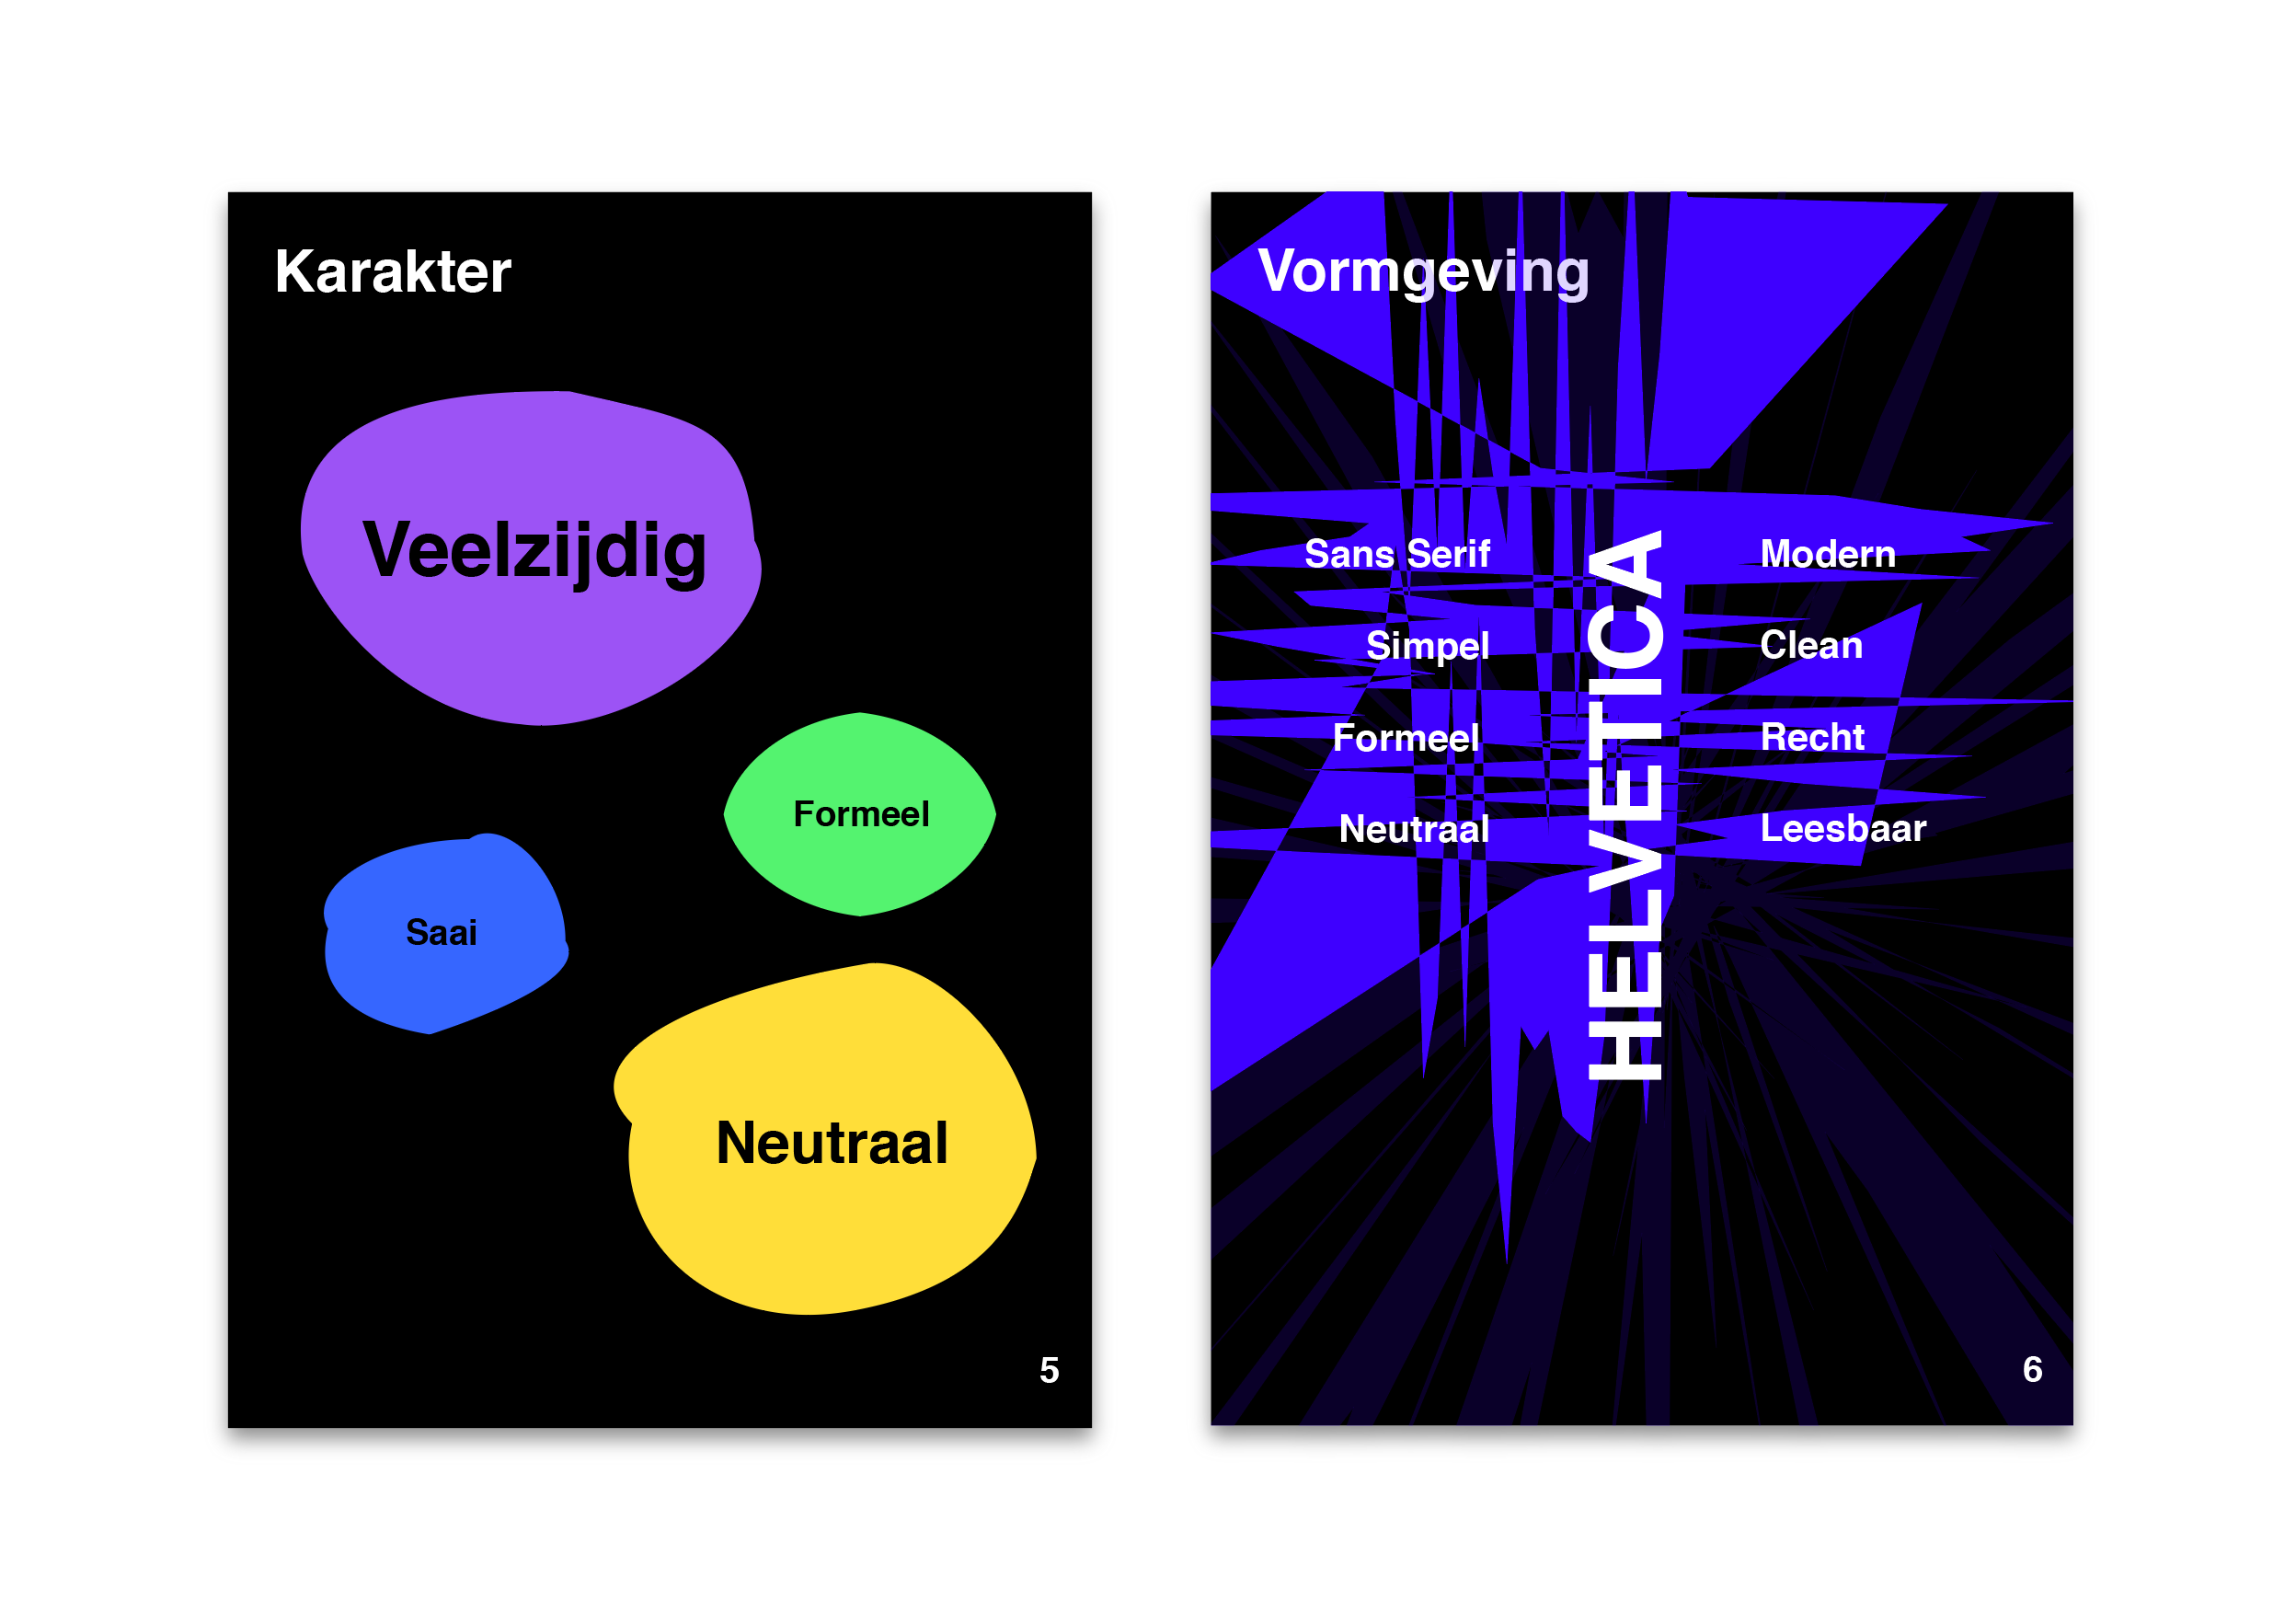 Karakter
Veelzijdig
Formeel
Saai
Neutraal
5
Vormgeving
Sans Serif
Simpel
Formeel
Neutraal
HELVETICA
Modern
Clean
Recht
Leesbaar
6